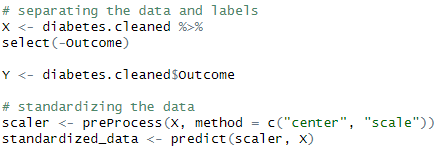 # separating the data and labels
X <- diabetes.cleaned %>%
select(-Outcome)
Y <- diabetes.cleaned$Outcome
# standardizing the data
scaler <- preProcess(X, method = c("center", "scale"))
standardized_data <- predict(scaler, X)